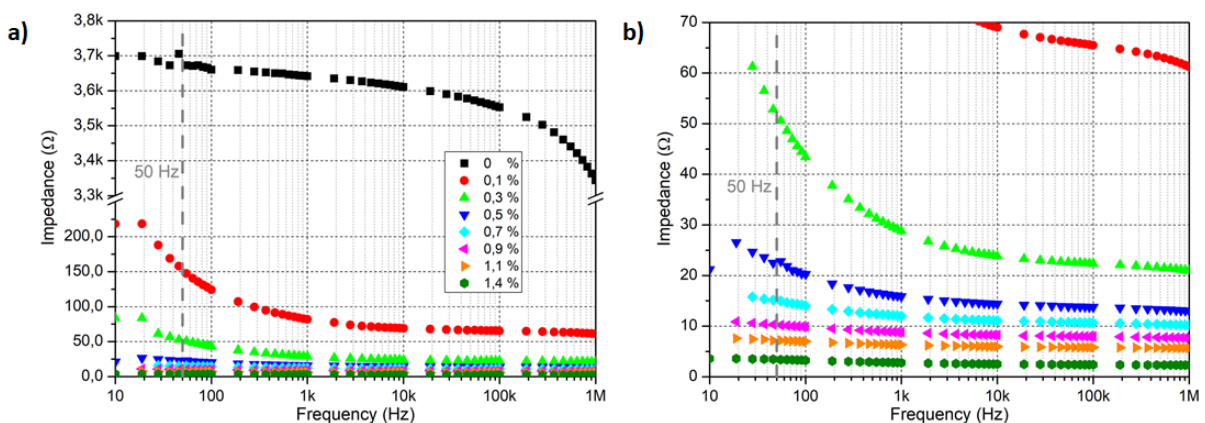 a)
3,8k
3,7k
3,6k
3,5k
3,4k
3,3k
200,0
150,0
100,0
50,0
0,0
Impedance (Ω)
50 Hz
0 %
0,1 %
0,3 %
0,5 %
0,7 %
0,9 %
1,1 %
1,4 %
10 100 1k 10k 100k 1M
Frequency (Hz)
b)
70
60
50
40
30
20
10
0
Impedance (Ω)
50 Hz
10 100 1k 10k 100k 1M
Frequency (Hz)